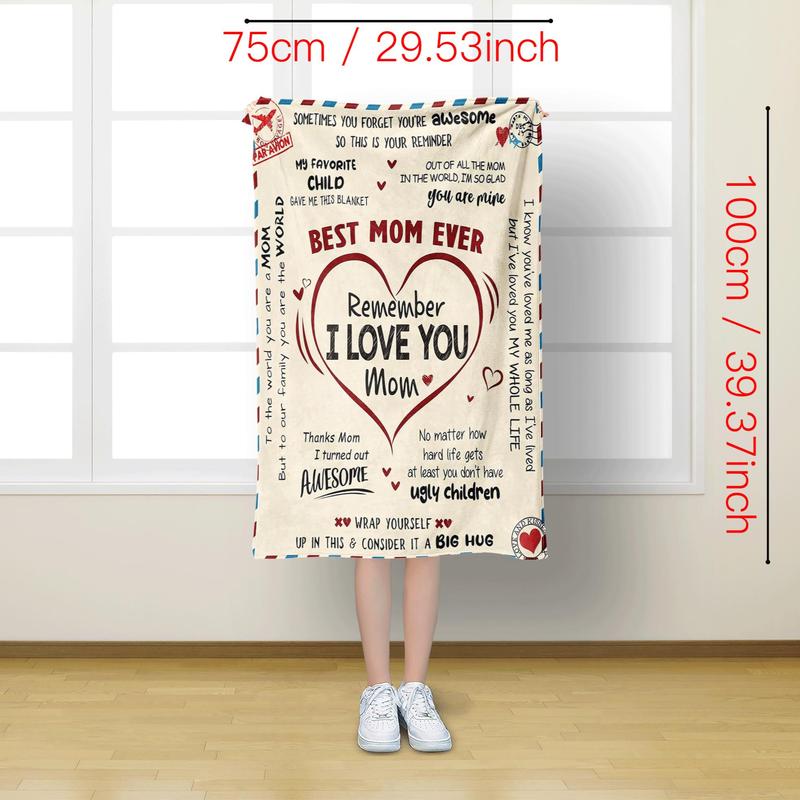 75cm / 29.53inch
100cm / 39.37inch
PAR AVION
SOMETIMES YOU FORGET YOU'RE awesome
SO THIS IS YOUR REMINDER
MY FAVORITE
CHILD
GAVE ME THIS BLANKET
OUT OF ALL THE MOM
IN THE WORLD, I'M SO GLAD
you are mine
To the world you are a MOM
But to our family you are the WORLD
BEST MOM EVER
Remember
I LOVE YOU
Mom
I know you've loved me as long as I've lived
but I've loved you MY WHOLE LIFE
Thanks Mom
I turned out
AWESOME
No matter how
hard life gets
at least you don't have
ugly children
WRAP YOURSELF
UP IN THIS & CONSIDER IT A BIG HUG